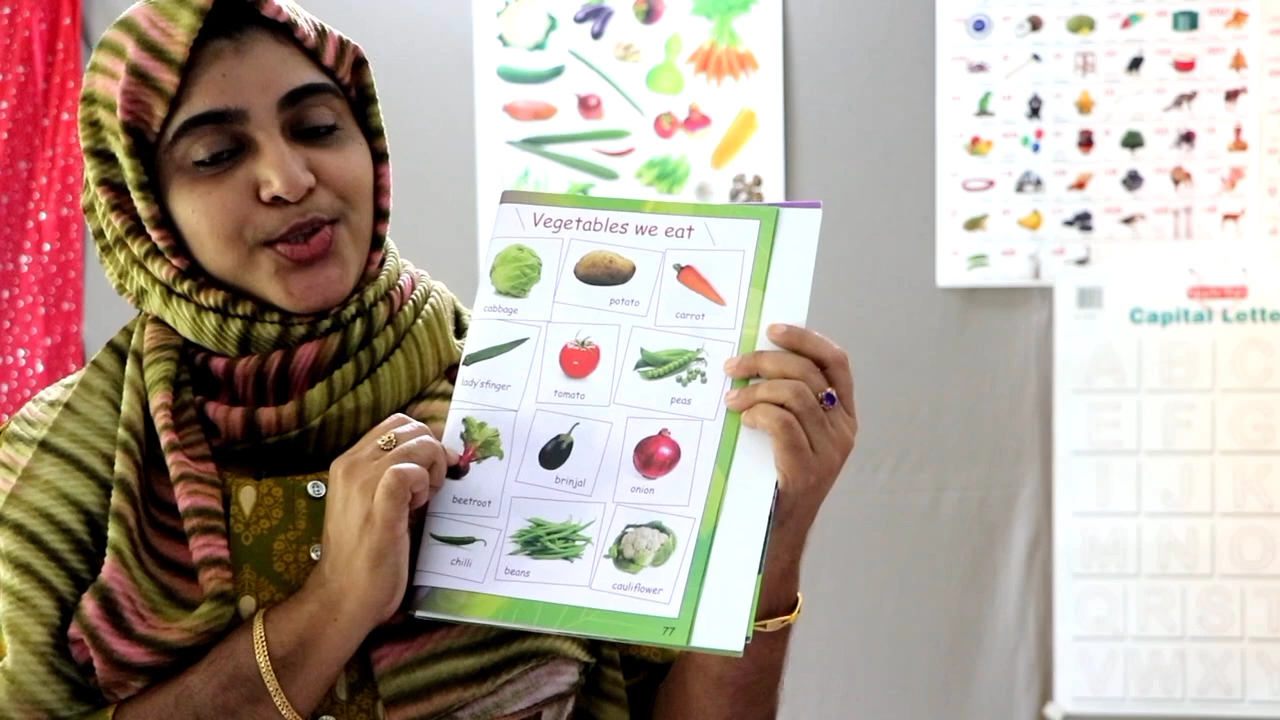 Vegetables we eat
cabbage
potato
carrot
lady'sfinger
tomato
peas
beetroot
brinjal
onion
chilli
beans
cauliflower
77
Capital Lette
A B C
E F G
I J K
M N O
Q R S T
V W X Y